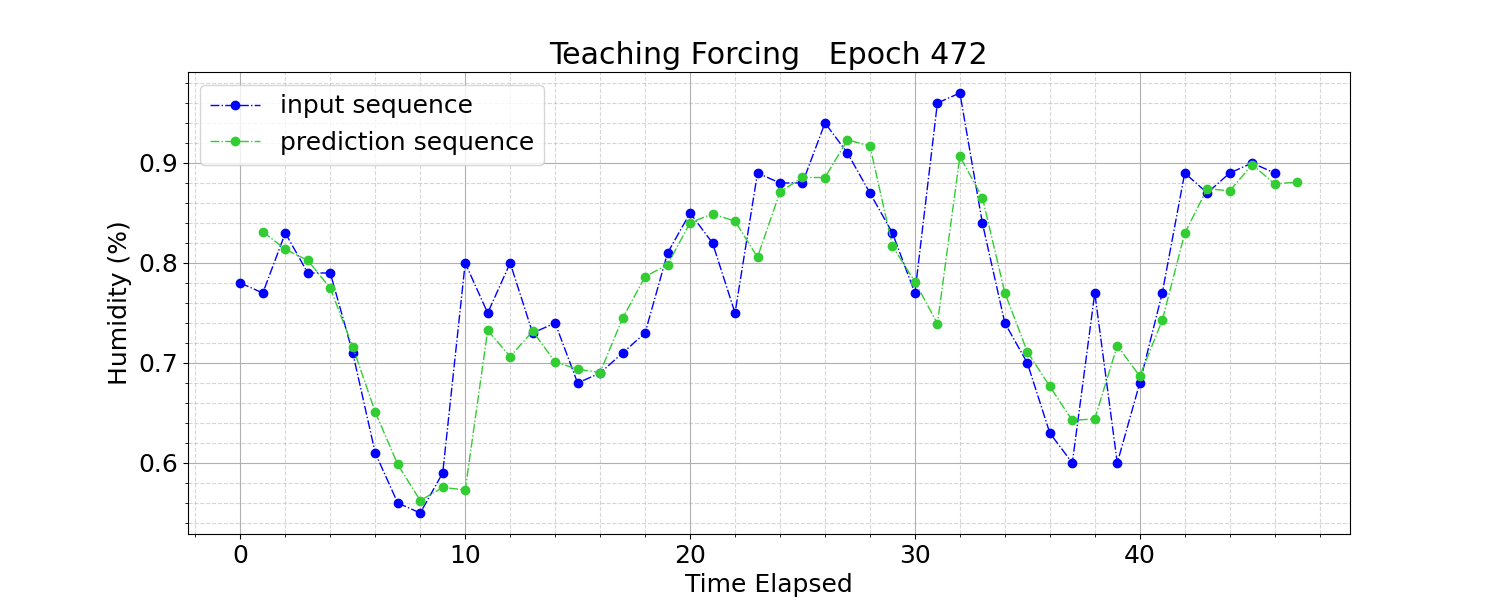 Teaching Forcing   Epoch 472
input sequence
prediction sequence
Humidity (%)
0.9
0.8
0.7
0.6
0 10 20 30 40
Time Elapsed